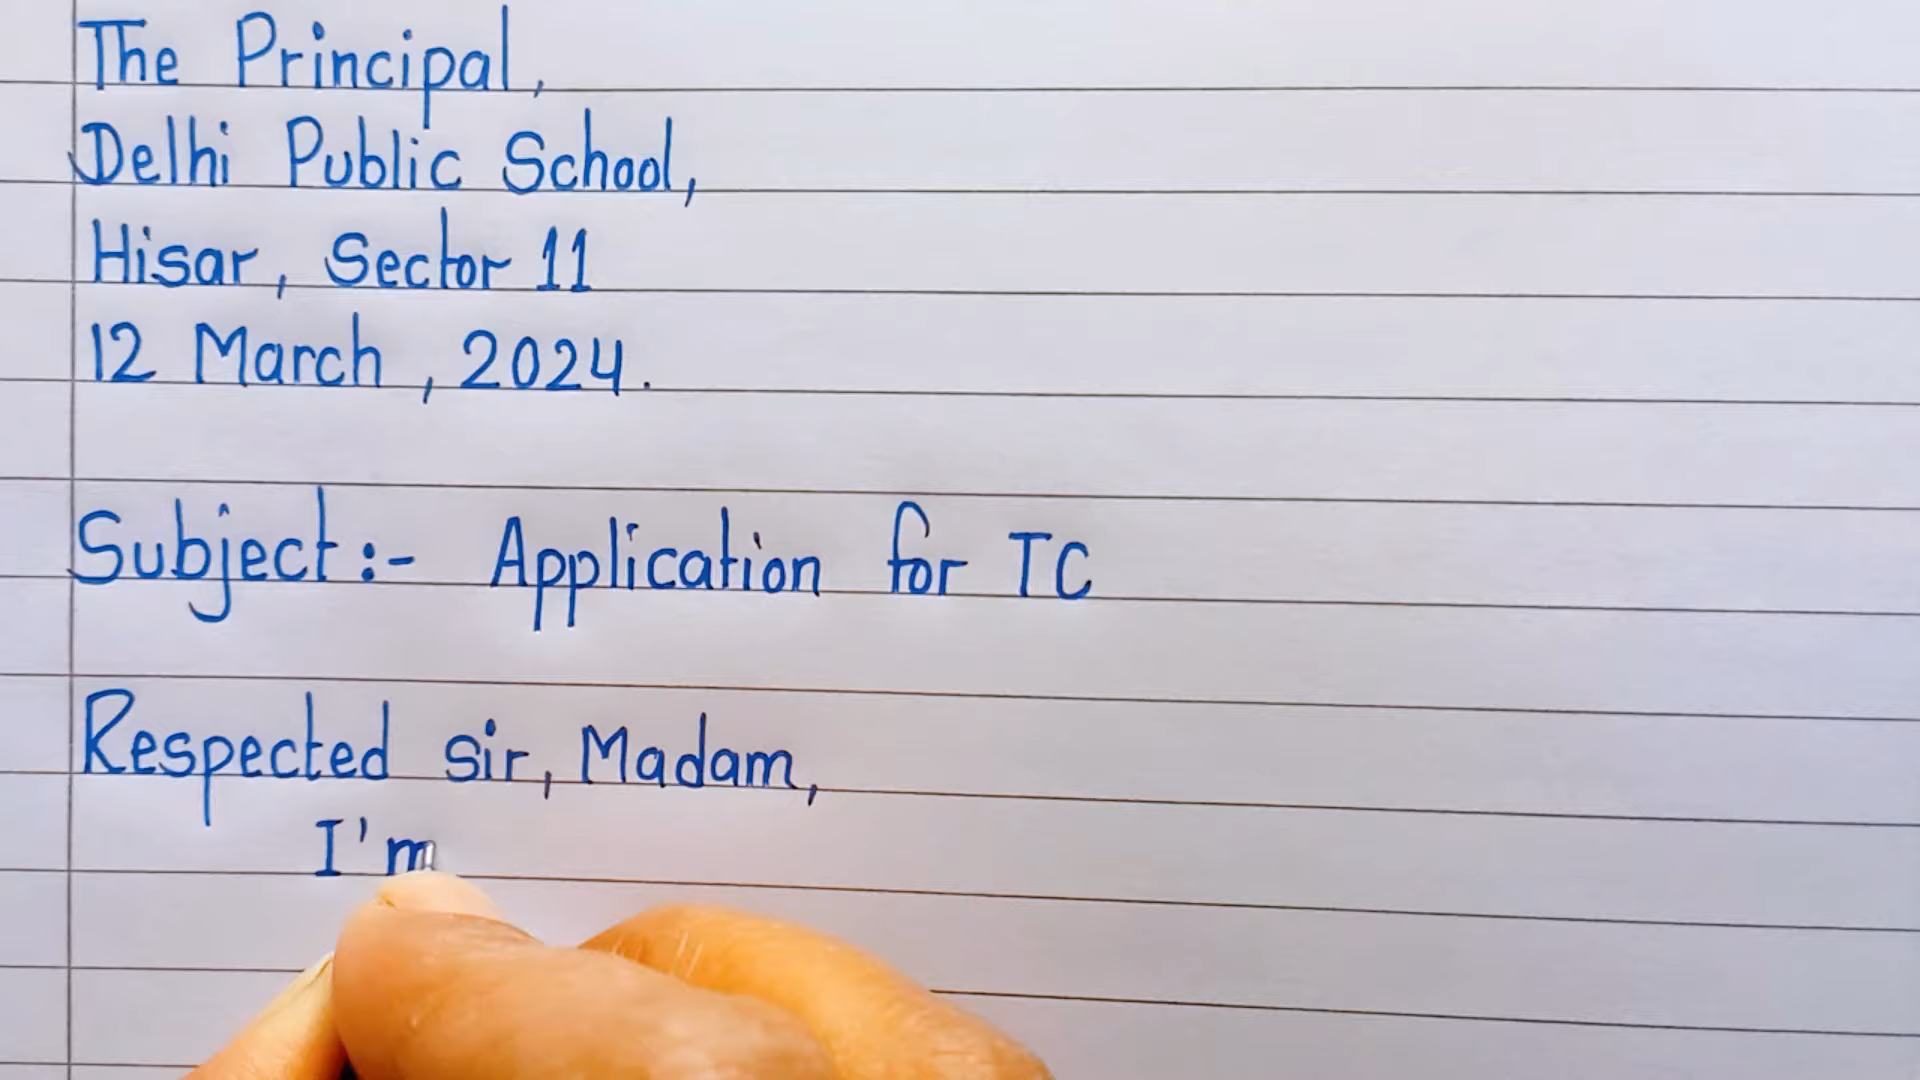 The Principal,
Delhi Public School,
Hisar, Sector 11
12 March, 2024.
Subject:- Application for TC
Respected sir, Madam,
I'm